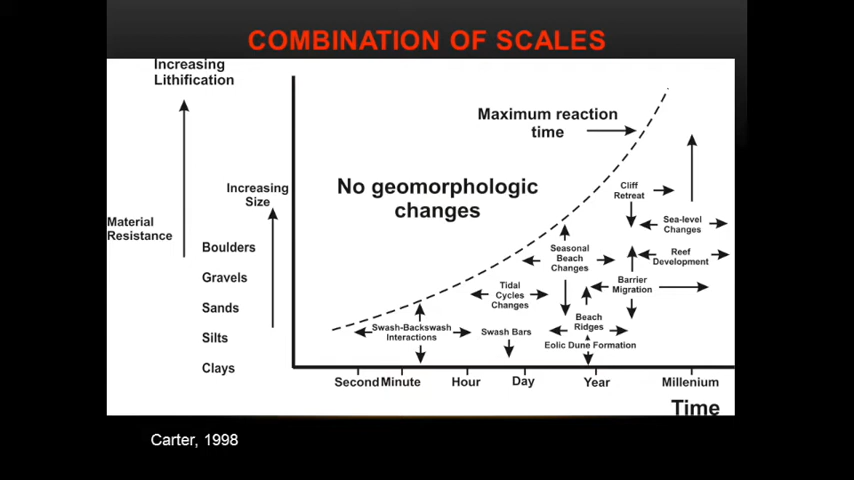 COMBINATION OF SCALES
Increasing
Lithification
Maximum reaction
time
No geomorphologic
changes
Increasing
Size
Material
Resistance
Boulders
Gravels
Sands
Silts
Clays
Cliff
Retreat
Sea-level
Changes
Seasonal
Beach
Changes
Reef
Development
Tidal
Cycles
Changes
Barrier
Migration
Swash-Backswash
Interactions
Swash Bars
Beach
Ridges
Eolic Dune Formation
Second Minute Hour Day Year Millenium
Time
Carter, 1998